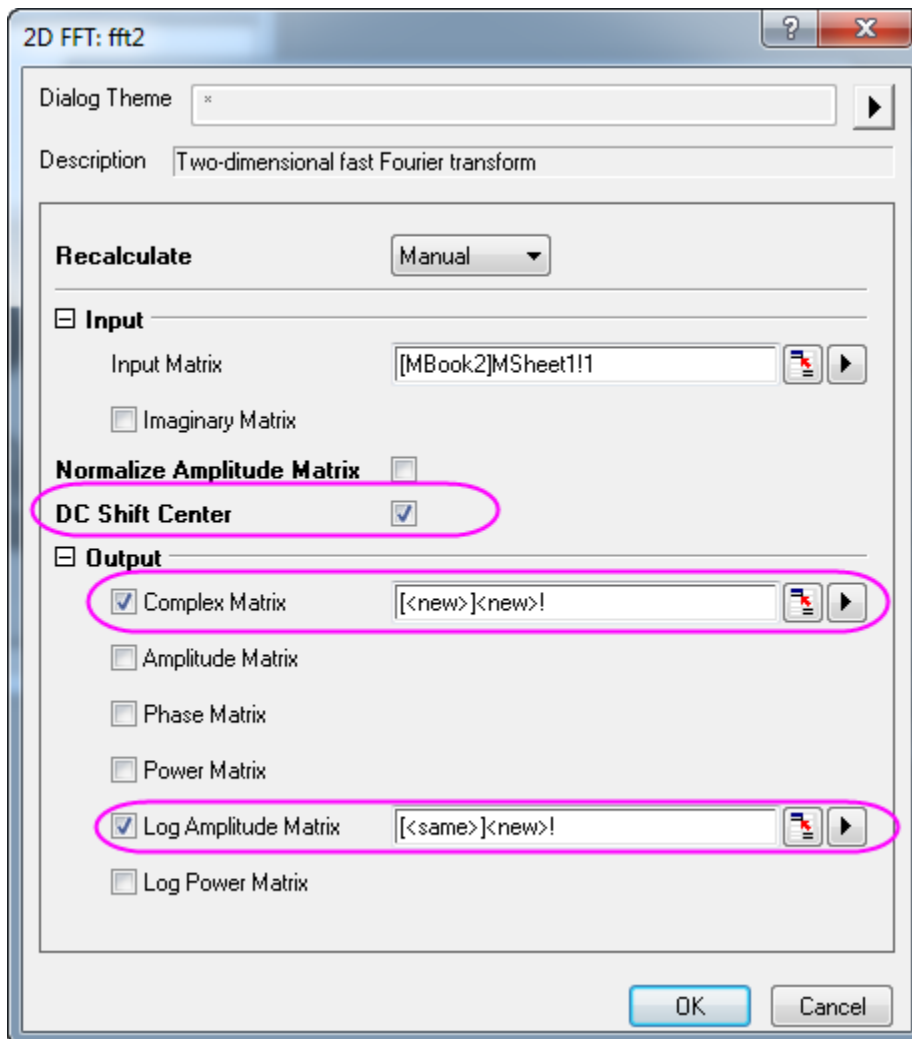 2D FFT: fft2
Dialog Theme *
Description Two-dimensional fast Fourier transform
Recalculate Manual
Input
Input Matrix [MBook2]MSheet1!1
Imaginary Matrix
Normalize Amplitude Matrix
DC Shift Center
Output
Complex Matrix [<new>]<new>!
Amplitude Matrix
Phase Matrix
Power Matrix
Log Amplitude Matrix [<same>]<new>!
Log Power Matrix
OK Cancel